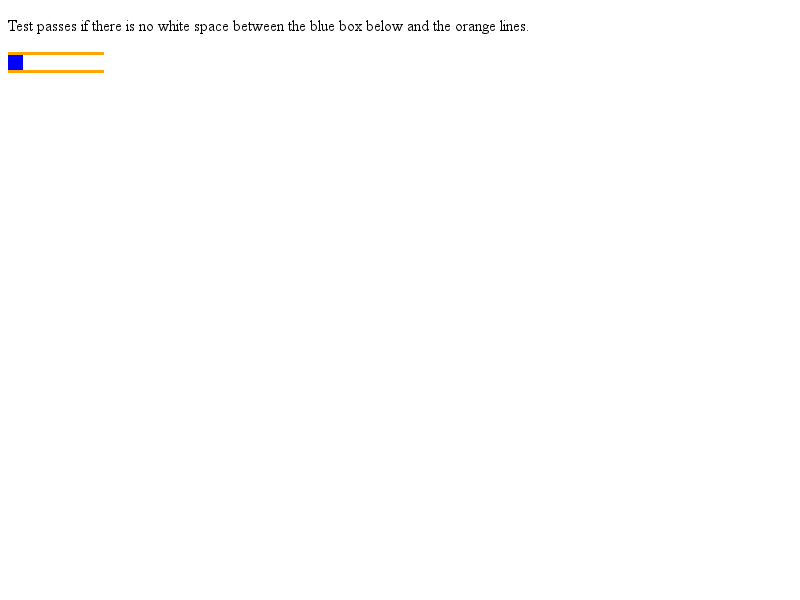 Test passes if there is no white space between the blue box below and the orange lines.